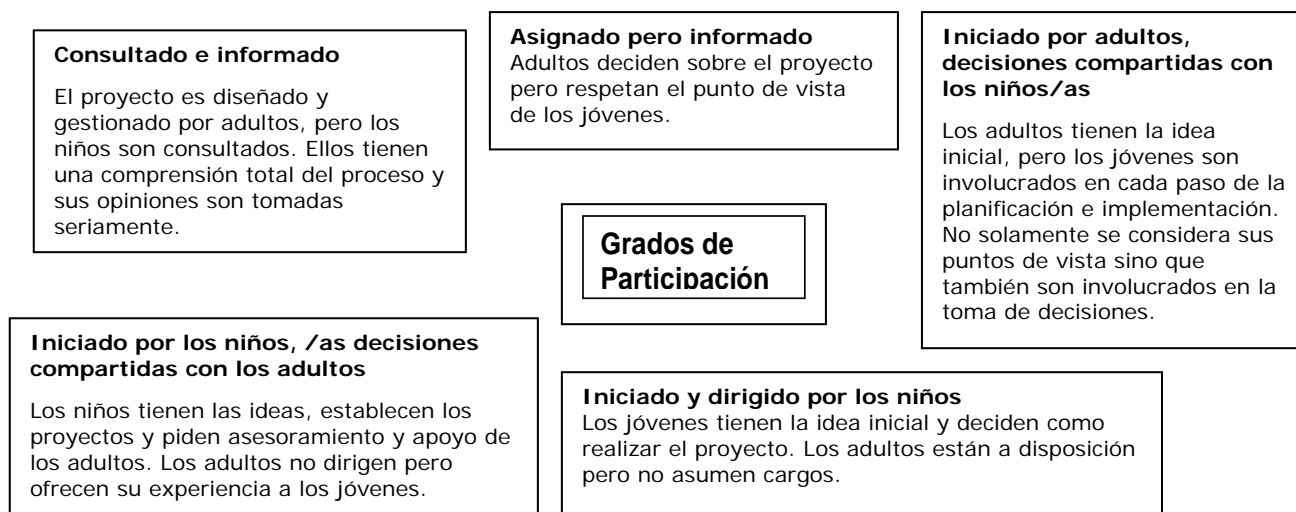 Consultado e informado
El proyecto es diseñado y
gestionado por adultos, pero los
niños son consultados. Ellos tienen
una comprensión total del proceso y
sus opiniones son tomadas
seriamente.
Asignado pero informado
Adultos deciden sobre el proyecto
pero respetan el punto de vista
de los jóvenes.
Iniciado por adultos,
decisiones compartidas con
los niños/as
Los adultos tienen la idea
inicial, pero los jóvenes son
involucrados en cada paso de la
planificación e implementación.
No solamente se considera sus
puntos de vista sino que
también son involucrados en la
toma de decisiones.
Grados de
Participación
Iniciado por los niños, /as decisiones
compartidas con los adultos
Los niños tienen las ideas, establecen los
proyectos y piden asesoramiento y apoyo de
los adultos. Los adultos no dirigen pero
ofrecen su experiencia a los jóvenes.
Iniciado y dirigido por los niños
Los jóvenes tienen la idea inicial y deciden como
realizar el proyecto. Los adultos están a disposición
pero no asumen cargos.